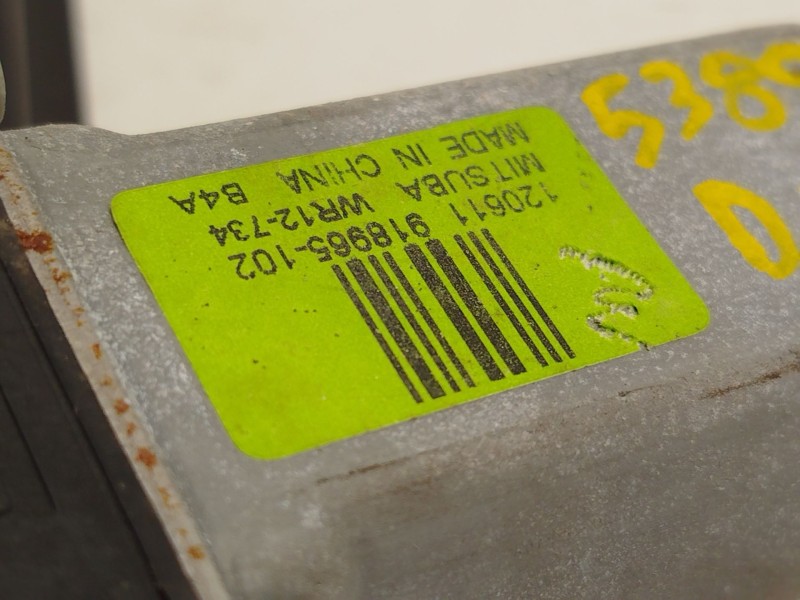 120611 918965-102
MITSUBA WR12-734
MADE IN CHINA B4A
D